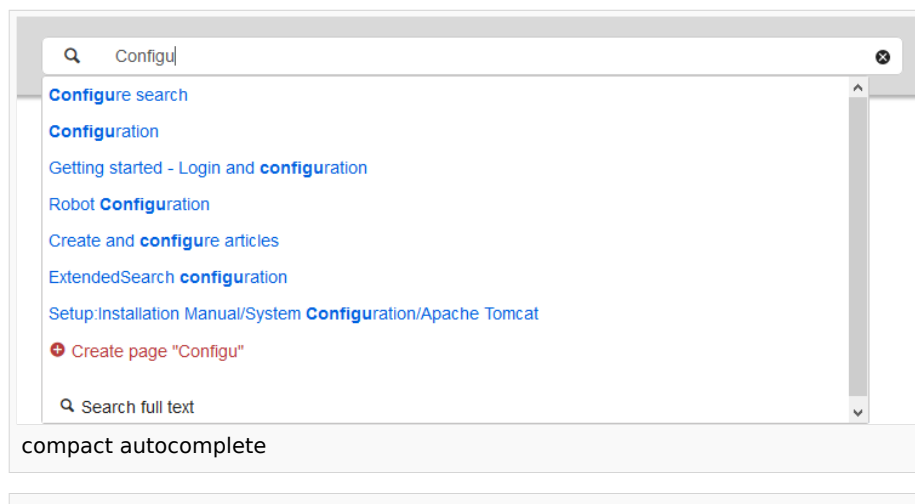 Configu
Configure search
Configuration
Getting started - Login and configuration
Robot Configuration
Create and configure articles
ExtendedSearch configuration
Setup:Installation Manual/System Configuration/Apache Tomcat
Create page "Configu"
Search full text
compact autocomplete